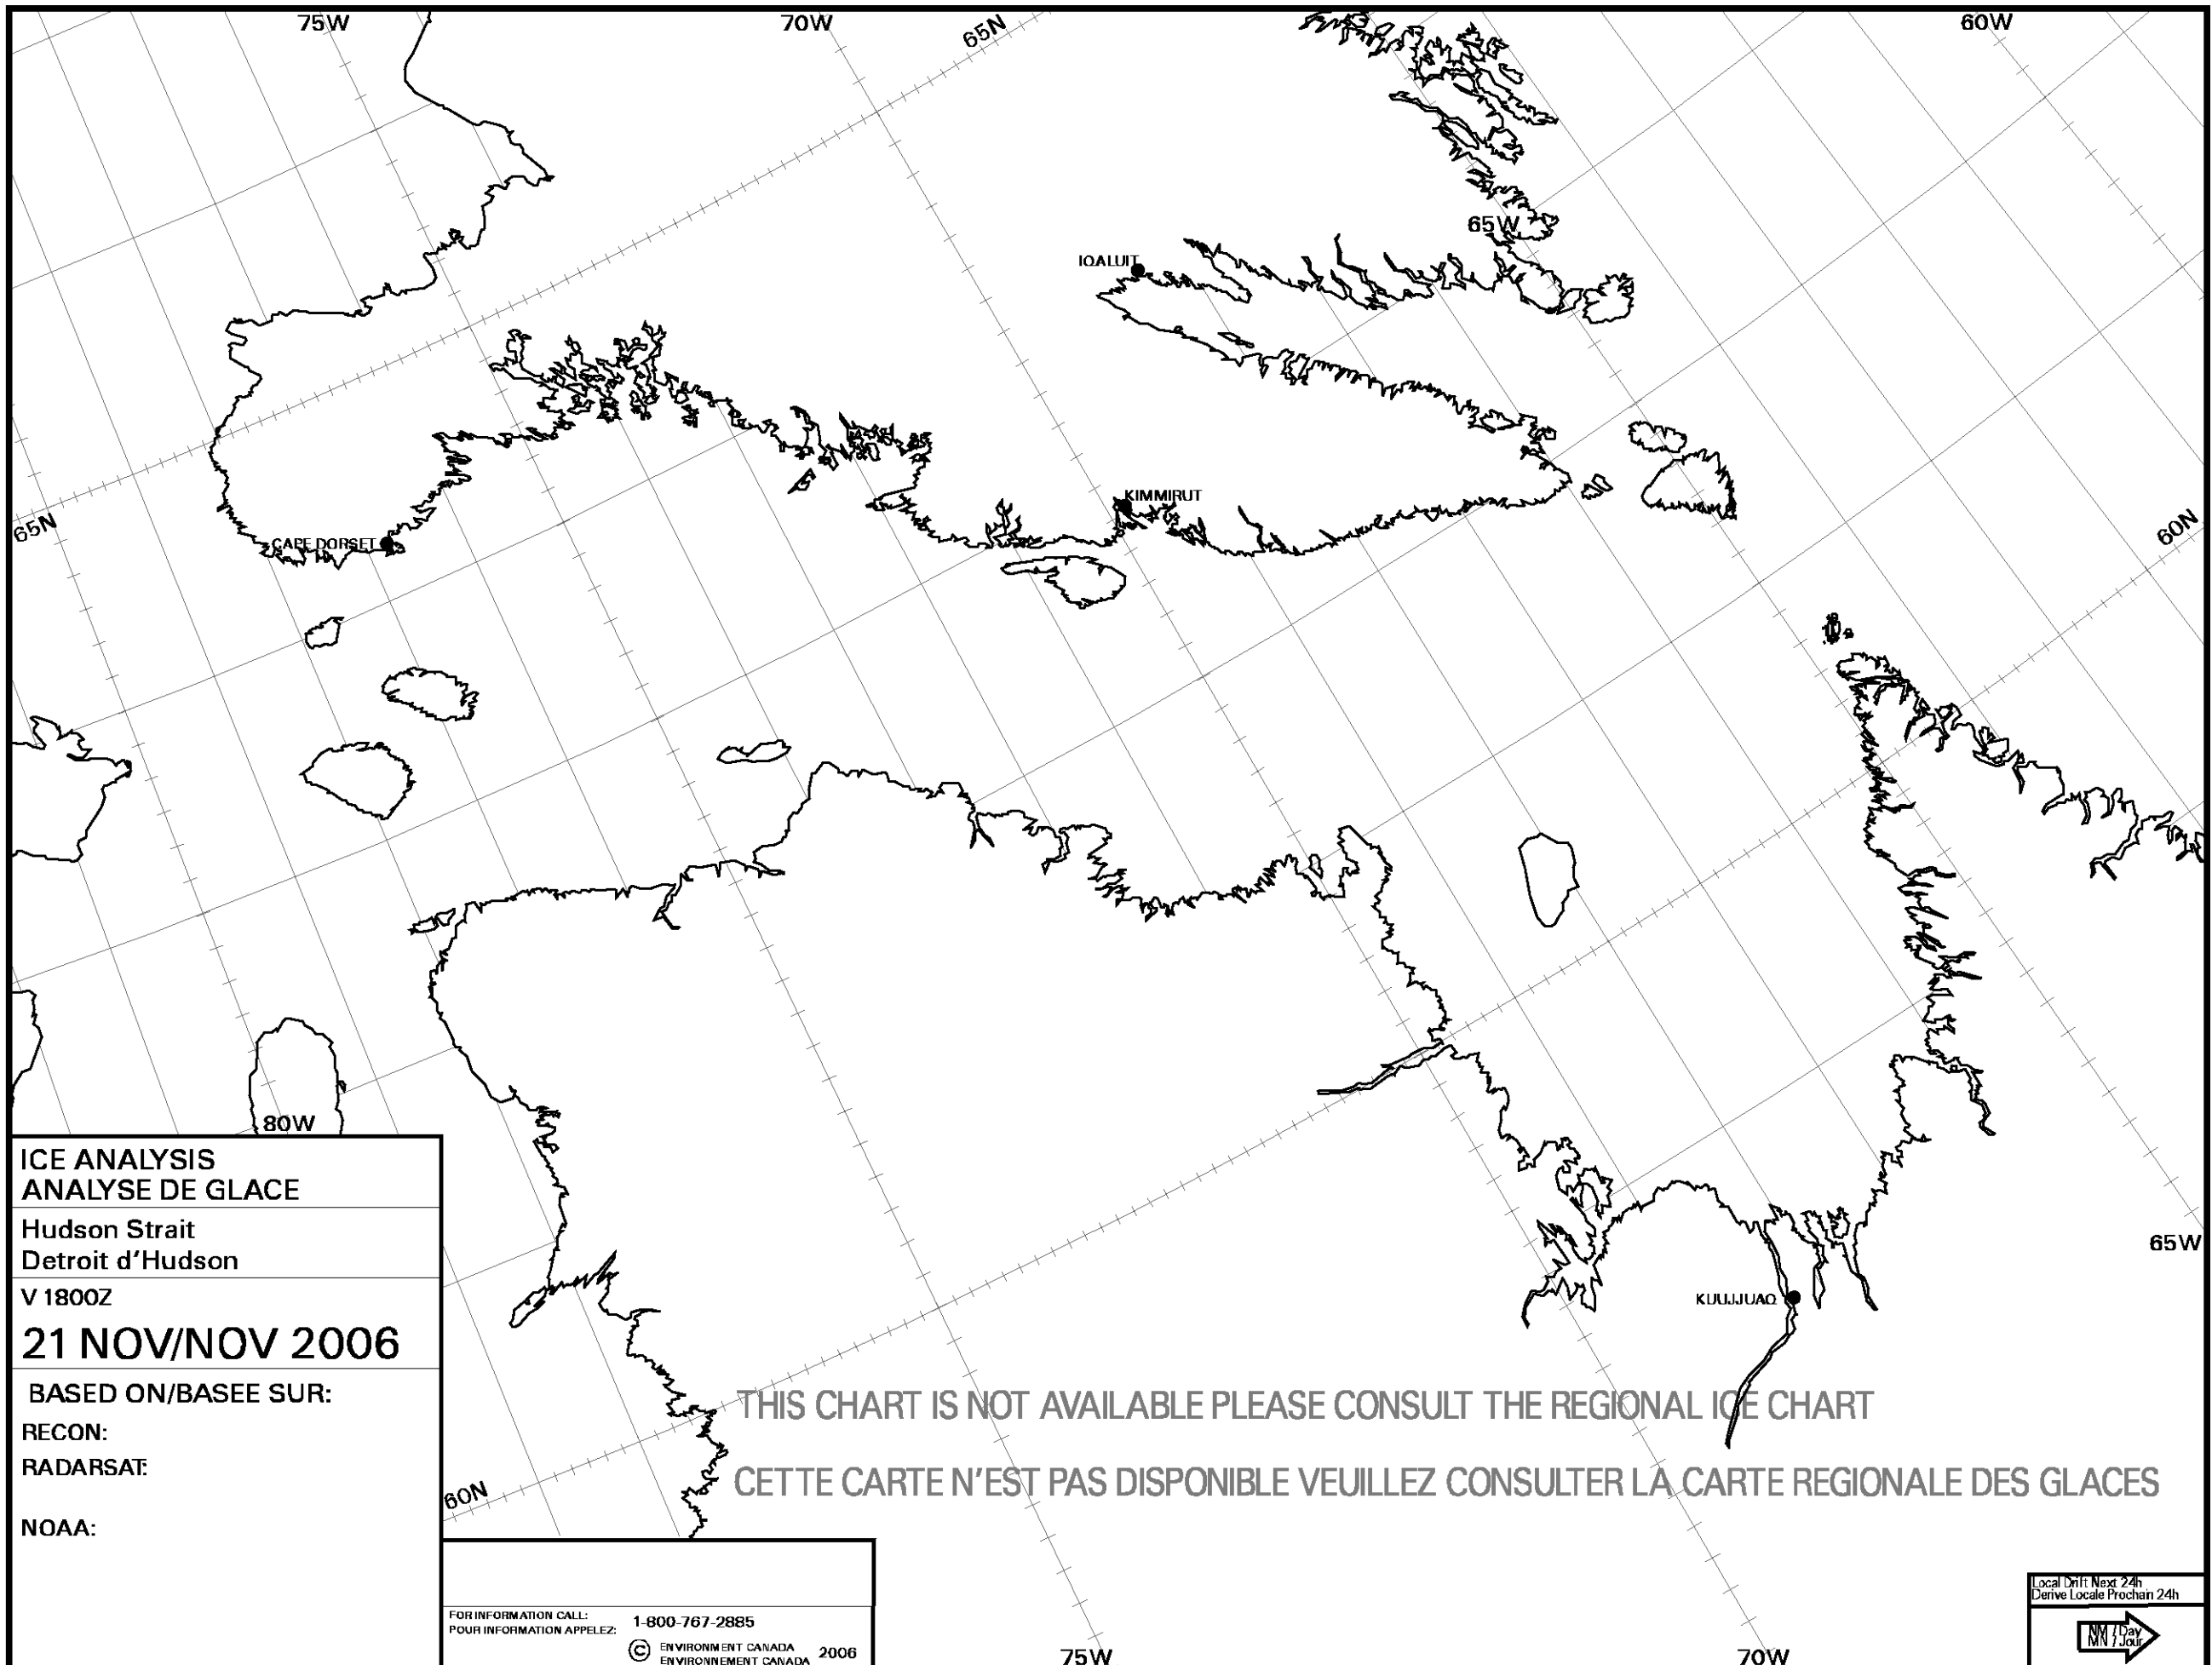 75W
70W
65N
60W
65W
IQALUIT
KIMMIRUT
65N
CAPE DORSET
60N
80W
65W
KUUJJUAQ
ICE ANALYSIS
ANALYSE DE GLACE
Hudson Strait
Detroit d'Hudson
V 1800Z
21 NOV/NOV 2006
BASED ON/BASEE SUR:
RECON:
RADARSAT:
NOAA:
THIS CHART IS NOT AVAILABLE PLEASE CONSULT THE REGIONAL ICE CHART
CETTE CARTE N'EST PAS DISPONIBLE VEUILLEZ CONSULTER LA CARTE REGIONALE DES GLACES
60N
FOR INFORMATION CALL:
POUR INFORMATION APPELEZ:
1-800-767-2885
© ENVIRONMENT CANADA
ENVIRONNEMENT CANADA 2006
75W
70W
Local Drift Next 24h
Derive Locale Prochain 24h
NM / Day
MN / Jour